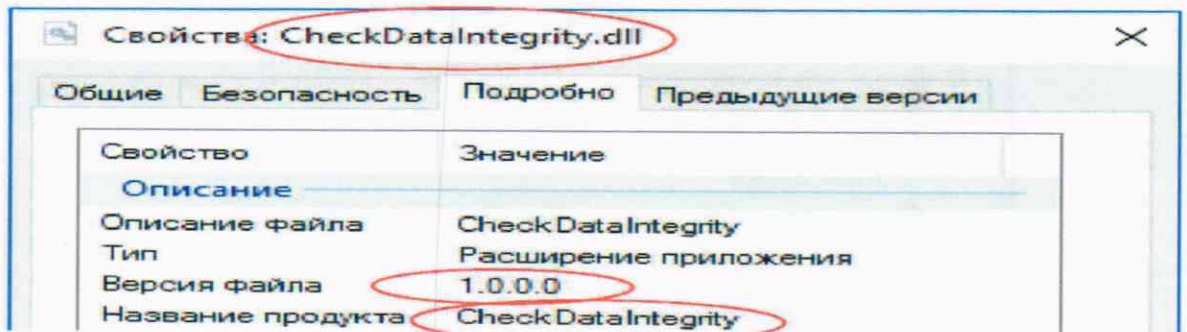 Свойства: CheckDataIntegrity.dll
Общие Безопасность Подробно Предыдущие версии
Свойство Значение
Описание
Описание файла CheckDataIntegrity
Тип Расширение приложения
Версия файла 1.0.0.0
Название продукта CheckDataIntegrity